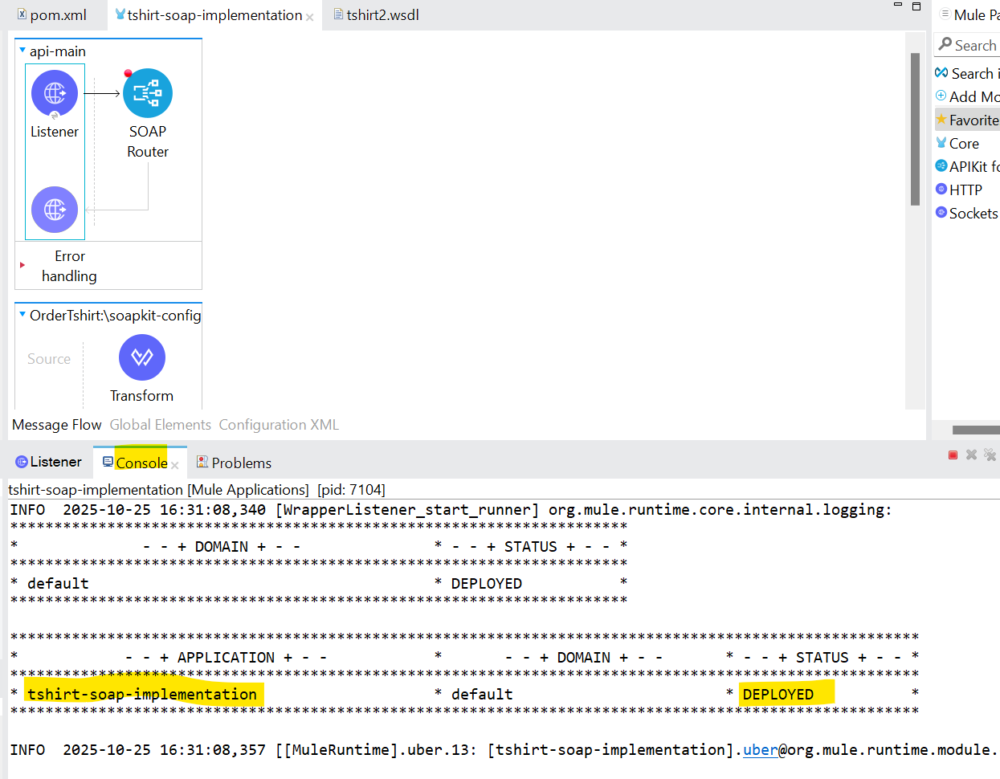 pom.xml
tshirt-soap-implementation
tshirt2.wsdl
api-main
Listener
SOAP
Router
Error
handling
OrderTshirt:\soapkit-config
Source
Transform
Message Flow Global Elements Configuration XML
Mule Pa
Search
Search i
Add Mo
Favorite
Core
APIKit fo
HTTP
Sockets
Listener Console Problems
tshirt-soap-implementation [Mule Applications] [pid: 7104]
INFO  2025-10-25 16:31:08,340 [WrapperListener_start_runner] org.mule.runtime.core.internal.logging:
**********************************************************************
*              - - + DOMAIN + - -               * - - + STATUS + - - *
**********************************************************************
* default                                       * DEPLOYED           *
**********************************************************************
*******************************************************************************************************
*            - - + APPLICATION + - -            *       - - + DOMAIN + - -       * - - + STATUS + - - *
*******************************************************************************************************
* tshirt-soap-implementation                    * default                        * DEPLOYED           *
*******************************************************************************************************
INFO  2025-10-25 16:31:08,357 [[MuleRuntime].uber.13: [tshirt-soap-implementation].uber@org.mule.runtime.module.